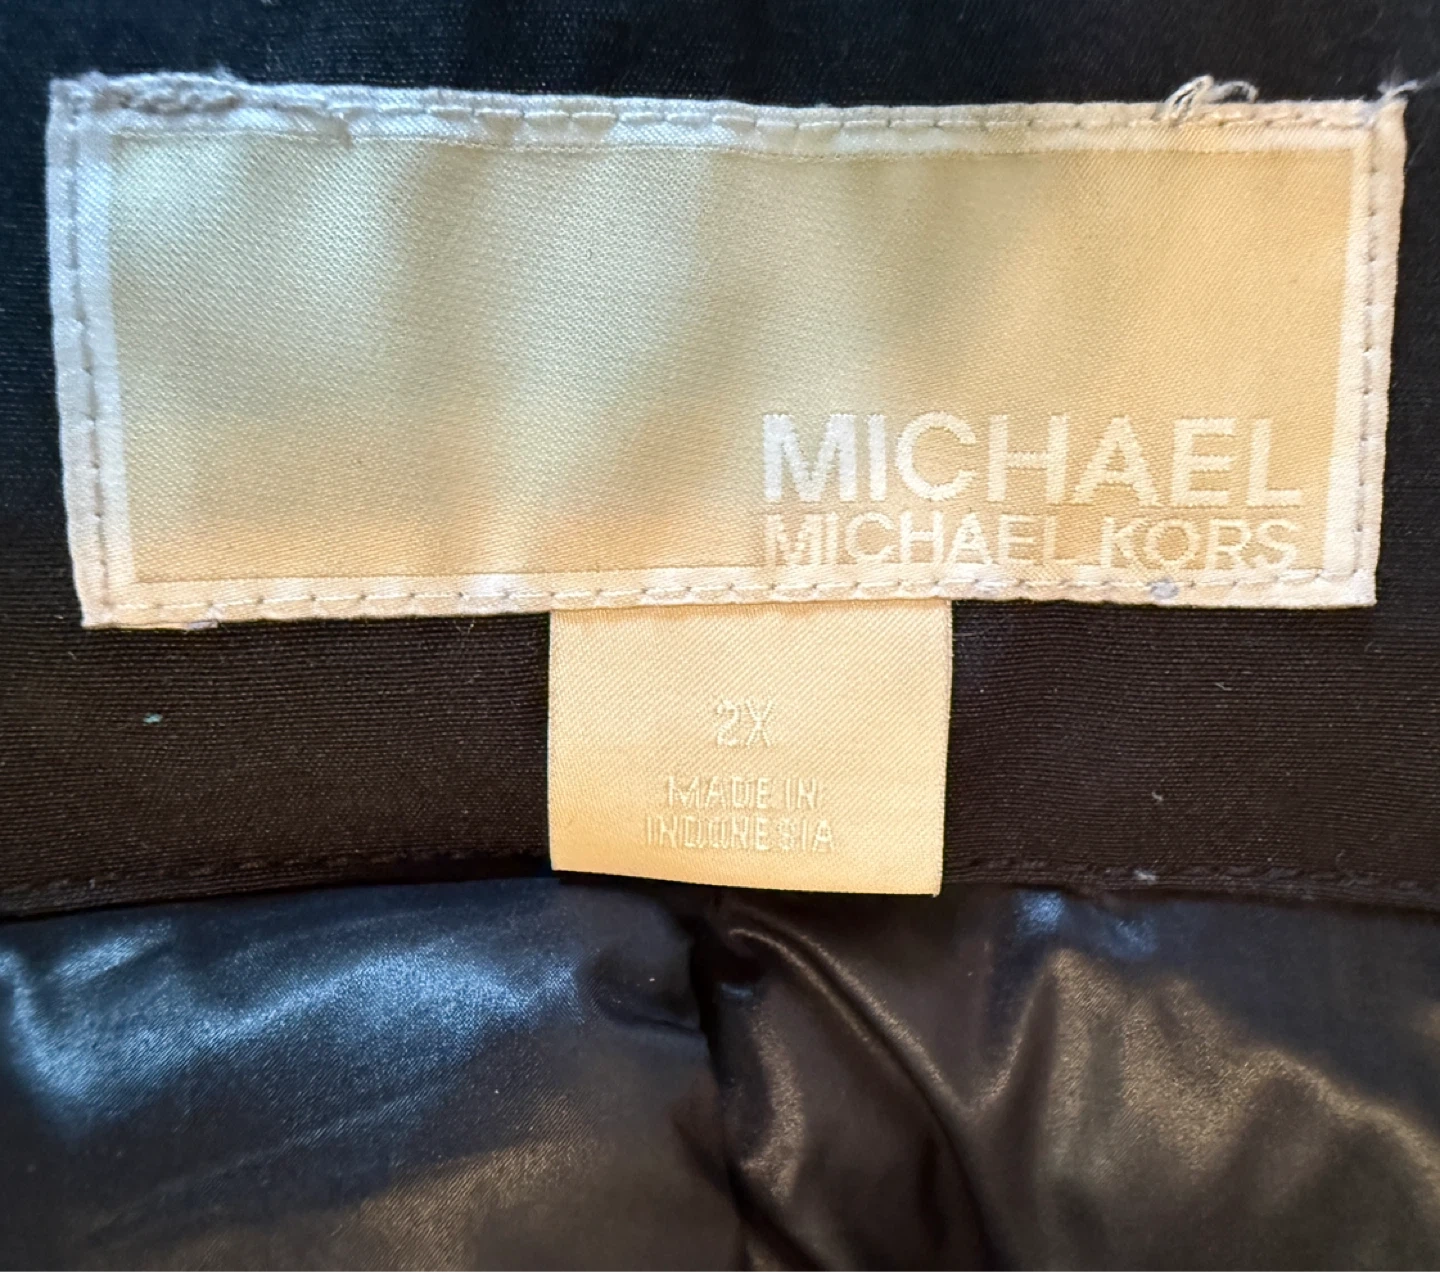 MICHAEL
MICHAEL KORS
2X
MADE IN
INDONESIA